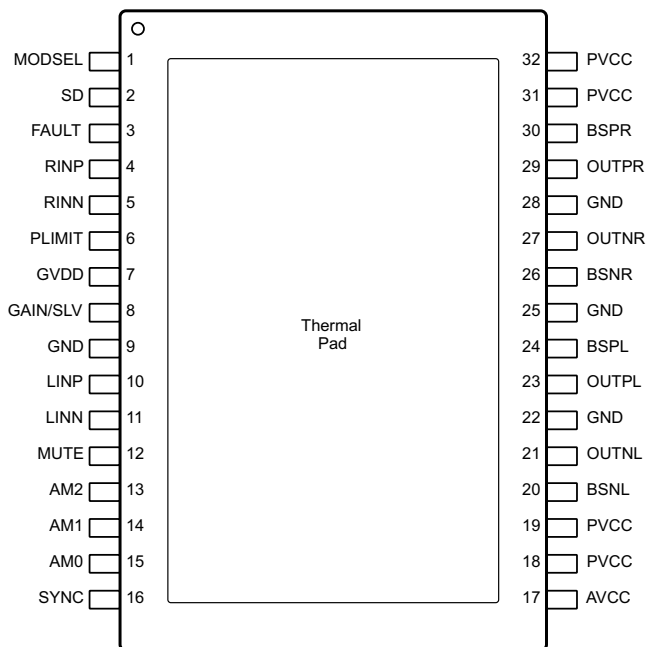 MODSEL 1 32 PVCC
SD 2 31 PVCC
FAULT 3 30 BSPR
RINP 4 29 OUTPR
RINN 5 28 GND
PLIMIT 6 27 OUTNR
GVDD 7 26 BSNR
GAIN/SLV 8 25 GND
Thermal
Pad
GND 9 24 BSPL
LINP 10 23 OUTPL
LINN 11 22 GND
MUTE 12 21 OUTNL
AM2 13 20 BSNL
AM1 14 19 PVCC
AM0 15 18 PVCC
SYNC 16 17 AVCC